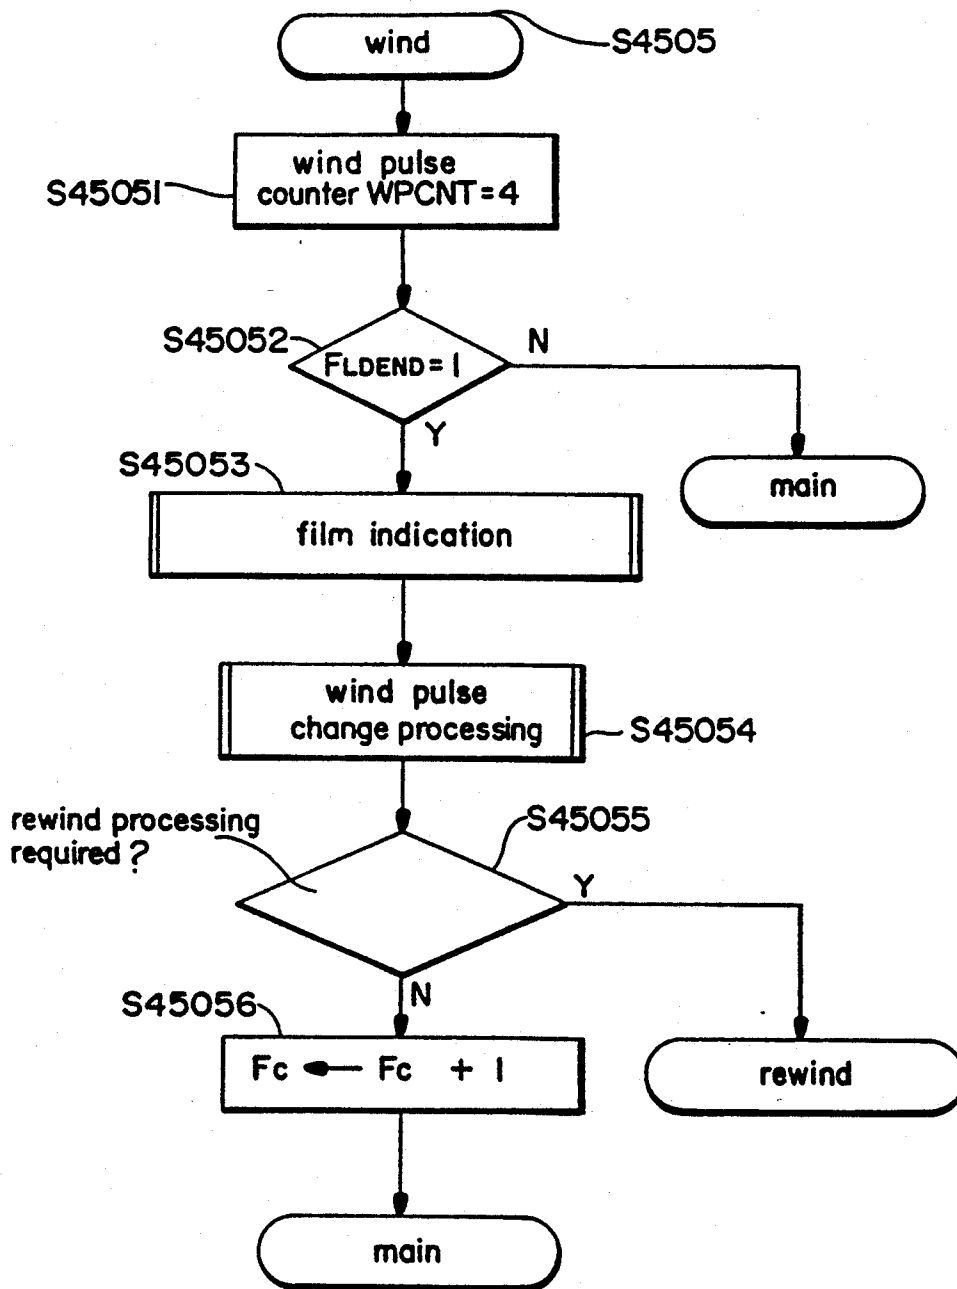 wind
S4505
wind pulse
counter WPCNT=4
S45051
S45052
FLDEND=1
N
Y
main
S45053
film indication
wind pulse
change processing
S45054
rewind processing
required?
S45055
Y
N
S45056
Fc ← Fc + 1
rewind
main